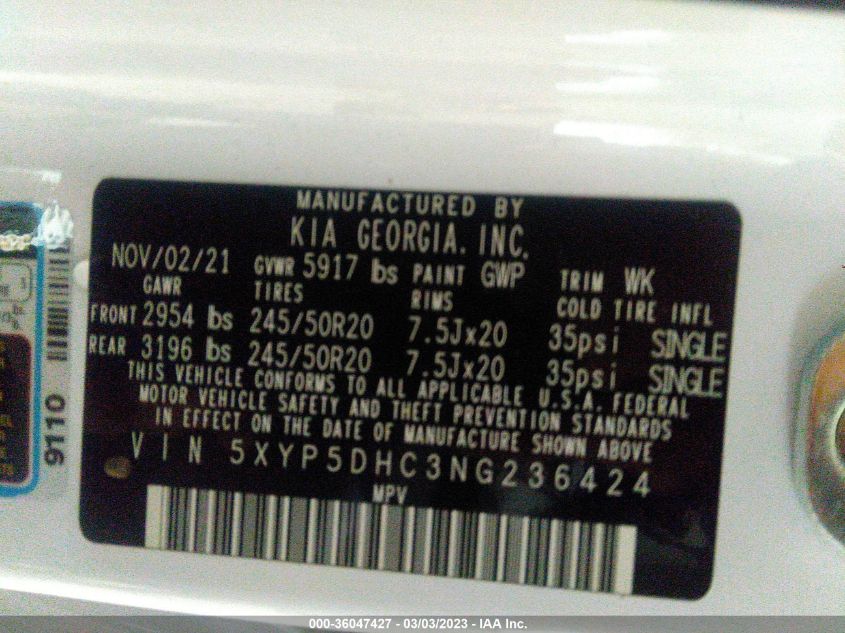 MANUFACTURED BY
KIA GEORGIA. INC.
NOV/02/21 GVWR 5917 lbs PAINT GWP TRIM WK
GAWR TIRES RIMS COLD TIRE INFL
FRONT 2954 lbs 245/50R20 7.5Jx20 35psi SINGLE
REAR 3196 lbs 245/50R20 7.5Jx20 35psi SINGLE
THIS VEHICLE CONFORMS TO ALL APPLICABLE U.S.A. FEDERAL
MOTOR VEHICLE SAFETY AND THEFT PREVENTION STANDARDS
IN EFFECT ON THE DATE OF MANUFACTURE SHOWN ABOVE
VIN 5XYP5DHC3NG236424
MPV
9110
000-36047427 - 03/03/2023 - IAA Inc.